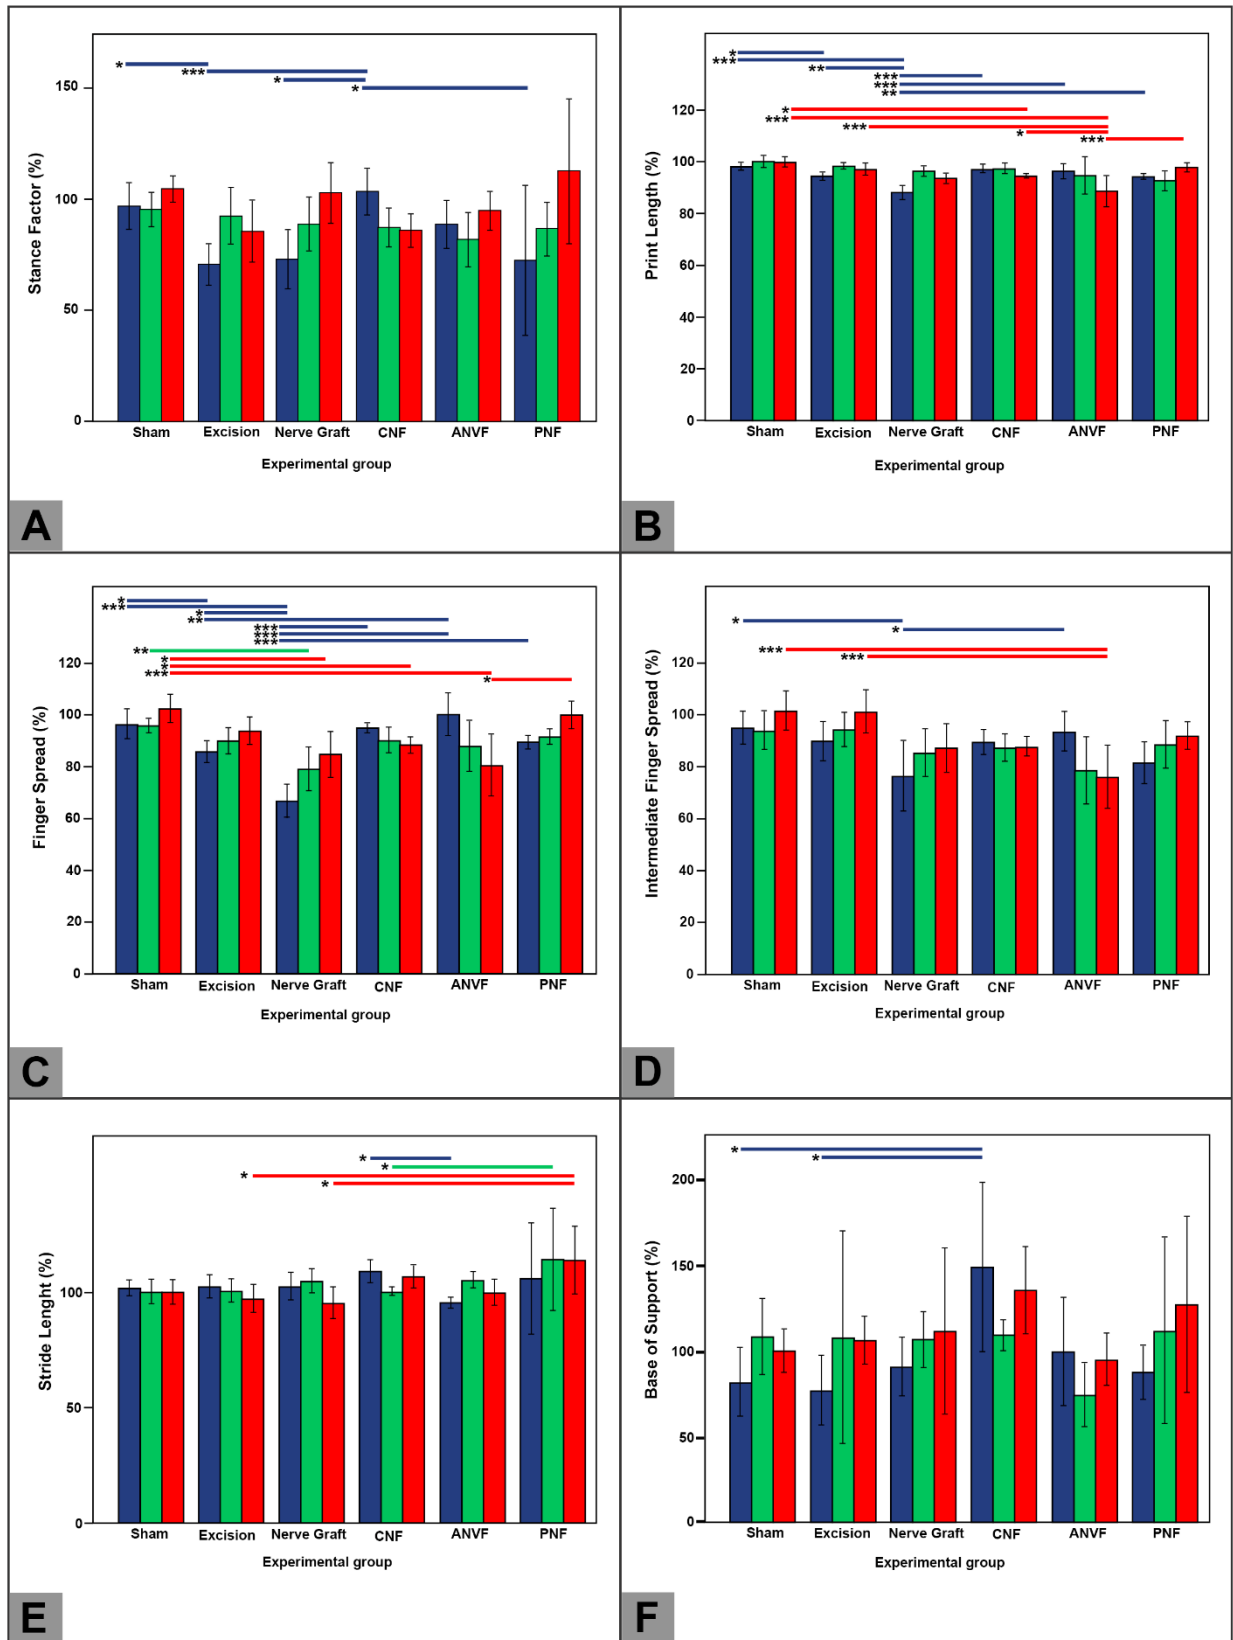 *
***
*
*
150
100
50
0
Stance Factor (%)
Sham Excision Nerve Graft CNF ANVF PNF
Experimental group
A
*
***
**
***
***
**
*
***
***
*
***
120
100
80
60
40
20
0
Print Length (%)
Sham Excision Nerve Graft CNF ANVF PNF
Experimental group
B
*
***
*
**
***
***
***
**
*
*
***
*
120
100
80
60
40
20
0
Finger Spread (%)
Sham Excision Nerve Graft CNF ANVF PNF
Experimental group
C
*
*
***
***
120
100
80
60
40
20
0
Intermediate Finger Spread (%)
Sham Excision Nerve Graft CNF ANVF PNF
Experimental group
D
*
*
*
*
100
50
0
Stride Lenght (%)
Sham Excision Nerve Graft CNF ANVF PNF
Experimental group
E
*
*
200
150
100
50
0
Base of Support (%)
Sham Excision Nerve Graft CNF ANVF PNF
Experimental group
F